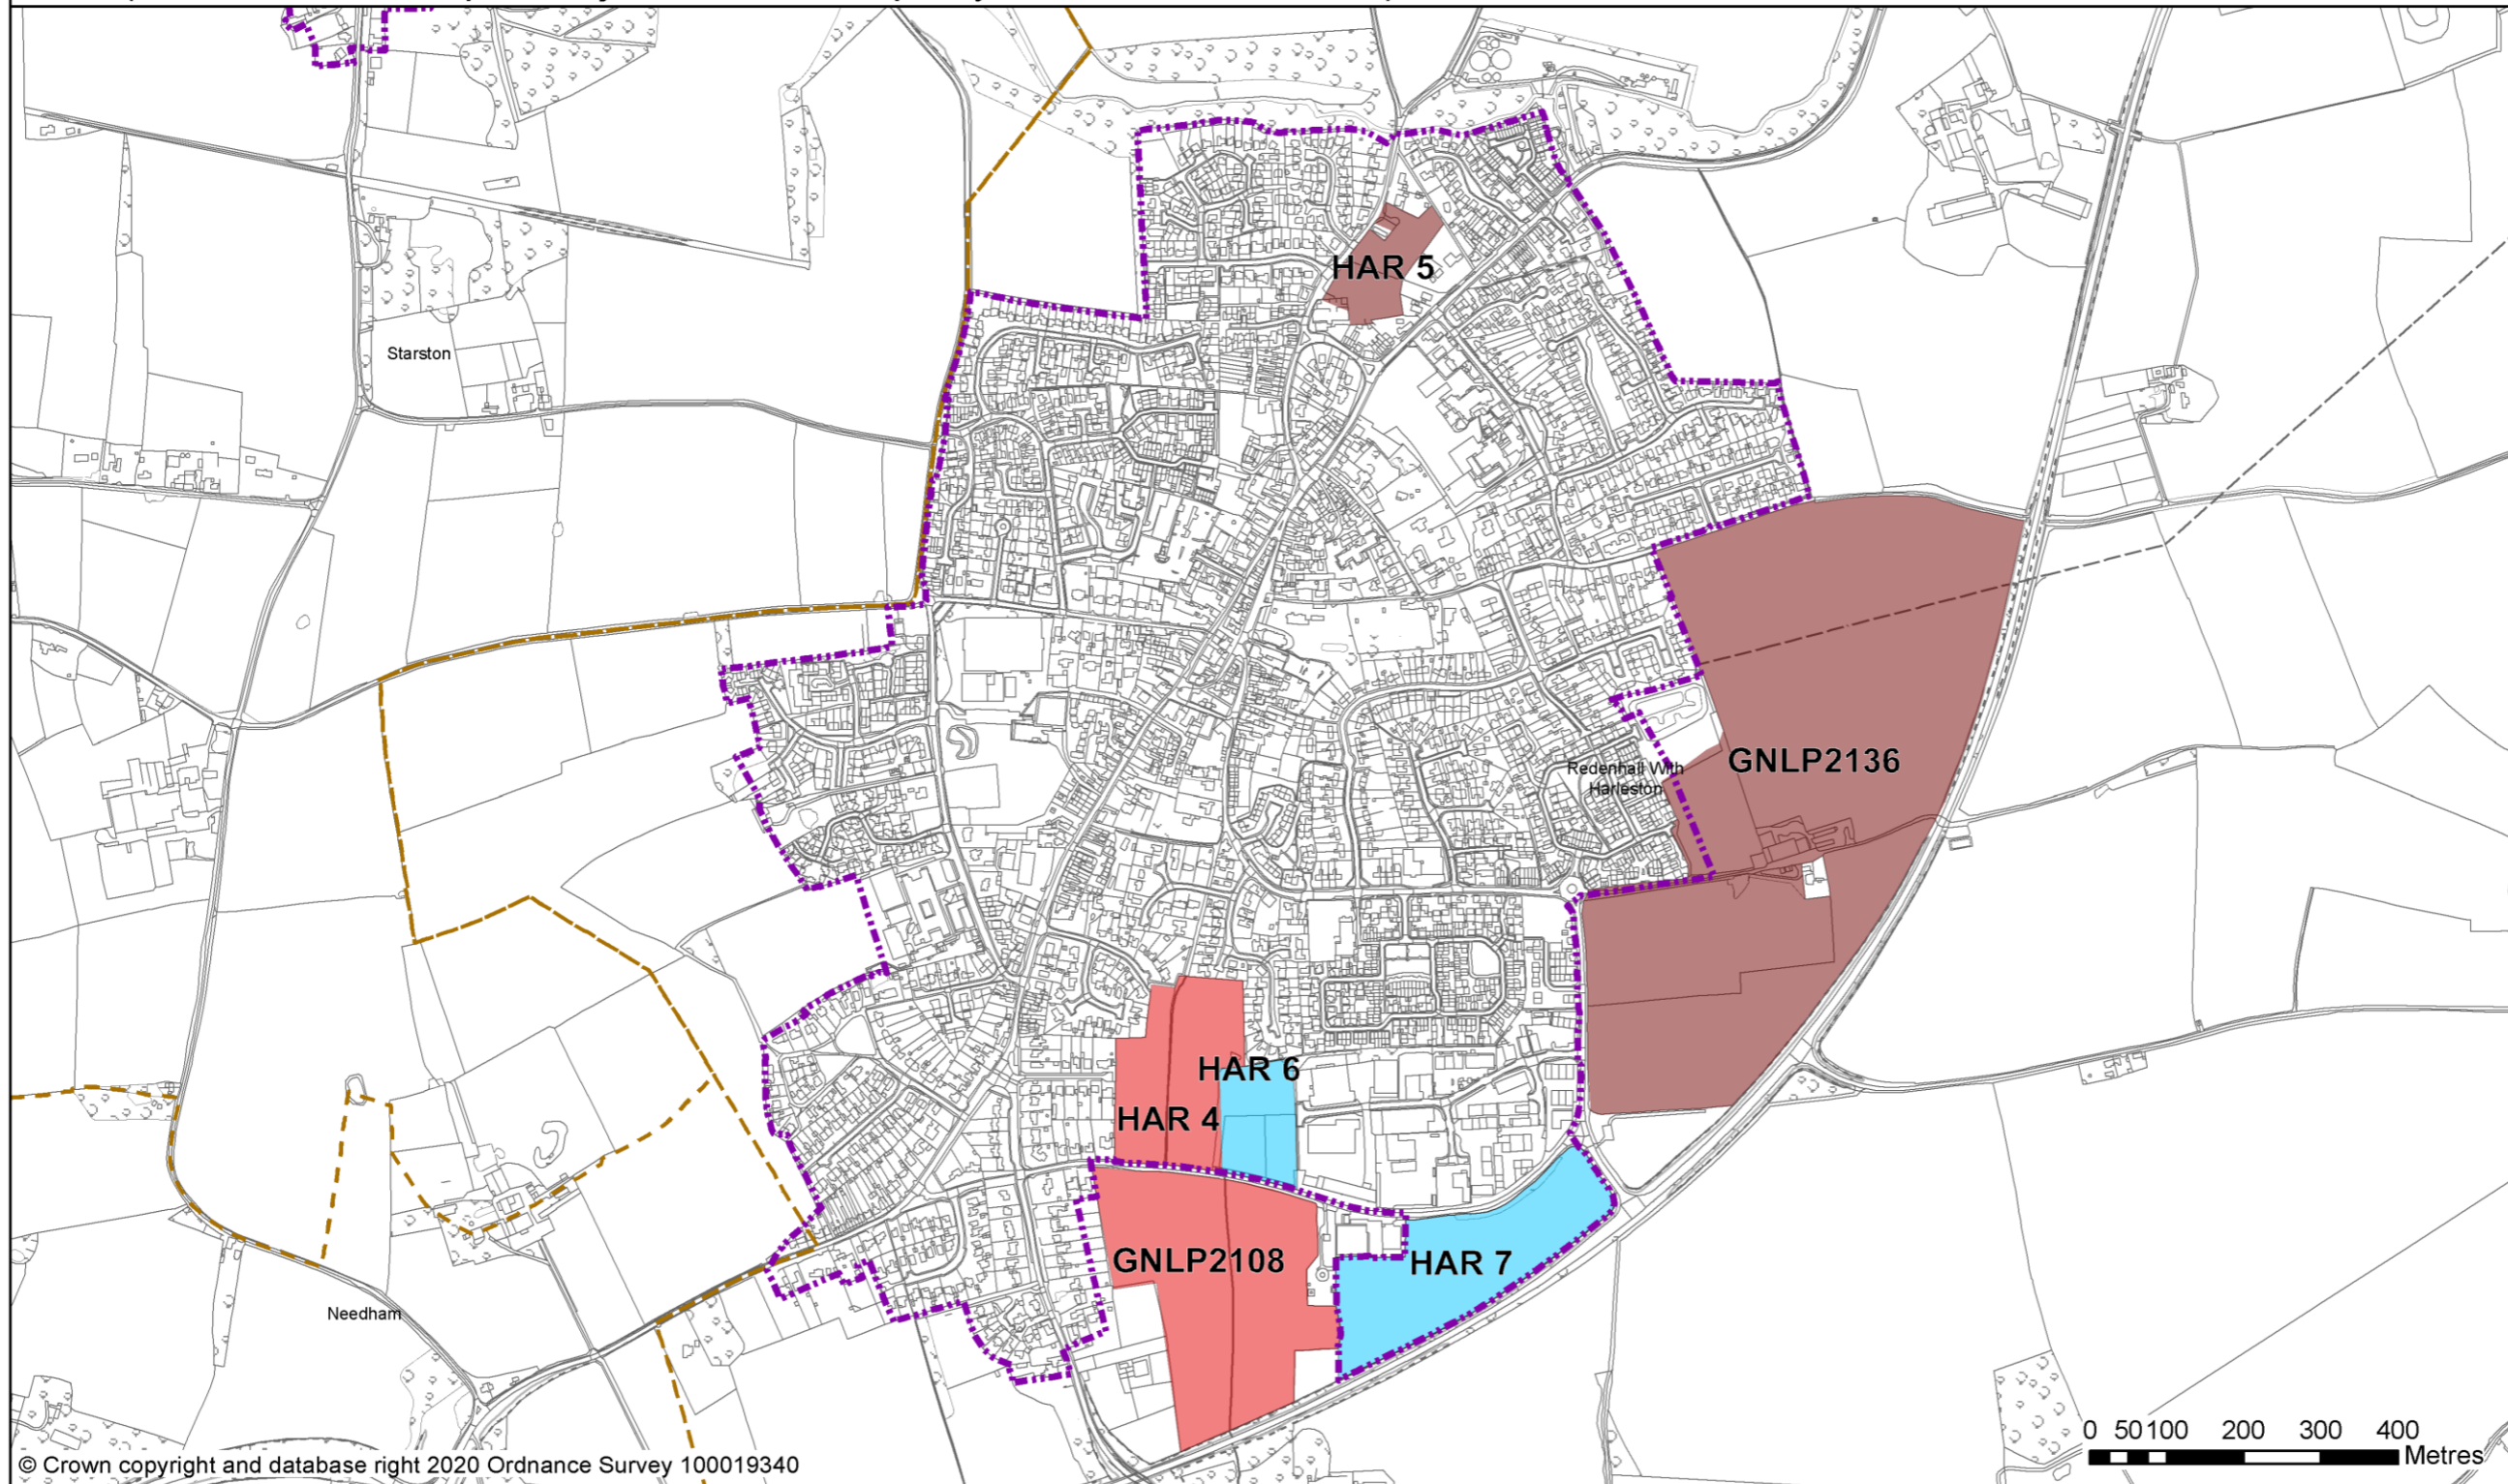 HAR 5
Starston
GNLP2136
Redenhall With
Harleston
HAR 6
HAR 4
GNLP2108
HAR 7
Needham
0 50 100 200 300 400
Metres
© Crown copyright and database right 2020 Ordnance Survey 100019340